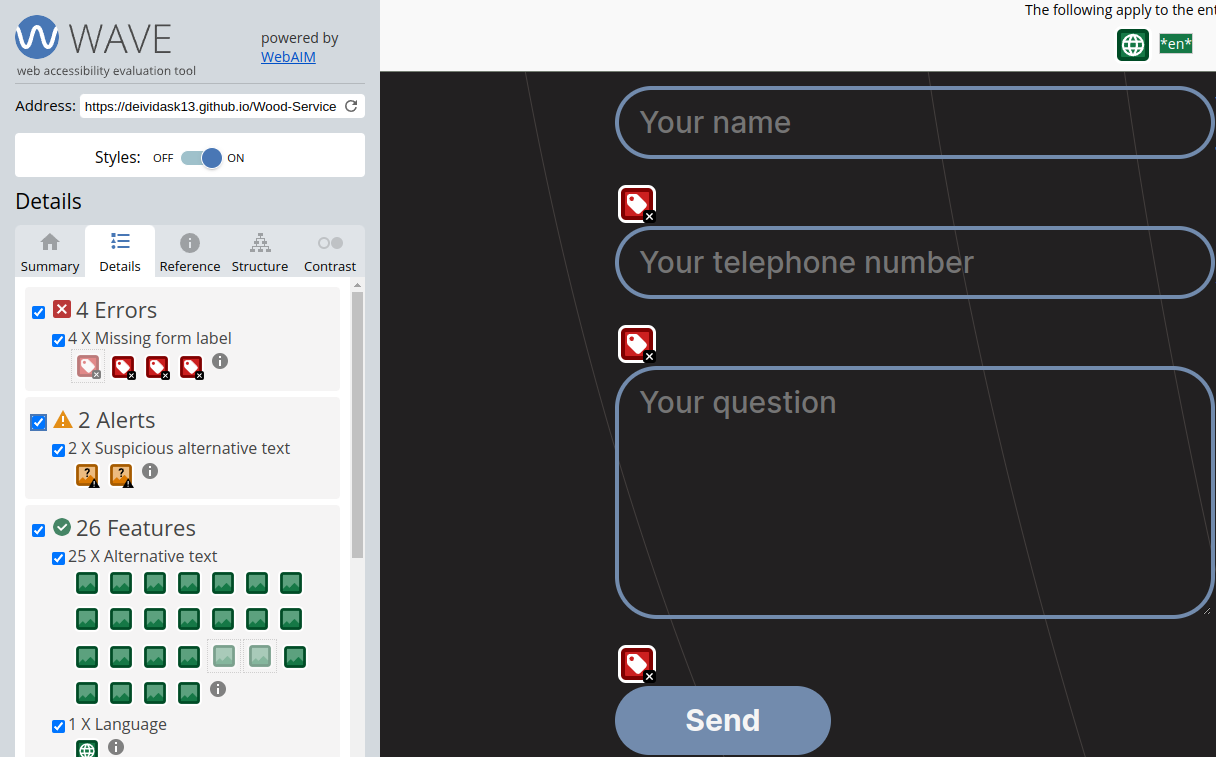 WAVE
web accessibility evaluation tool
powered by
WebAIM
Address: https://deividask13.github.io/Wood-Service
Styles: OFF ON
Details
Summary Details Reference Structure Contrast
4 Errors
4 X Missing form label
2 Alerts
2 X Suspicious alternative text
26 Features
25 X Alternative text
1 X Language
The following apply to the ent
*en*
Your name
Your telephone number
Your question
Send